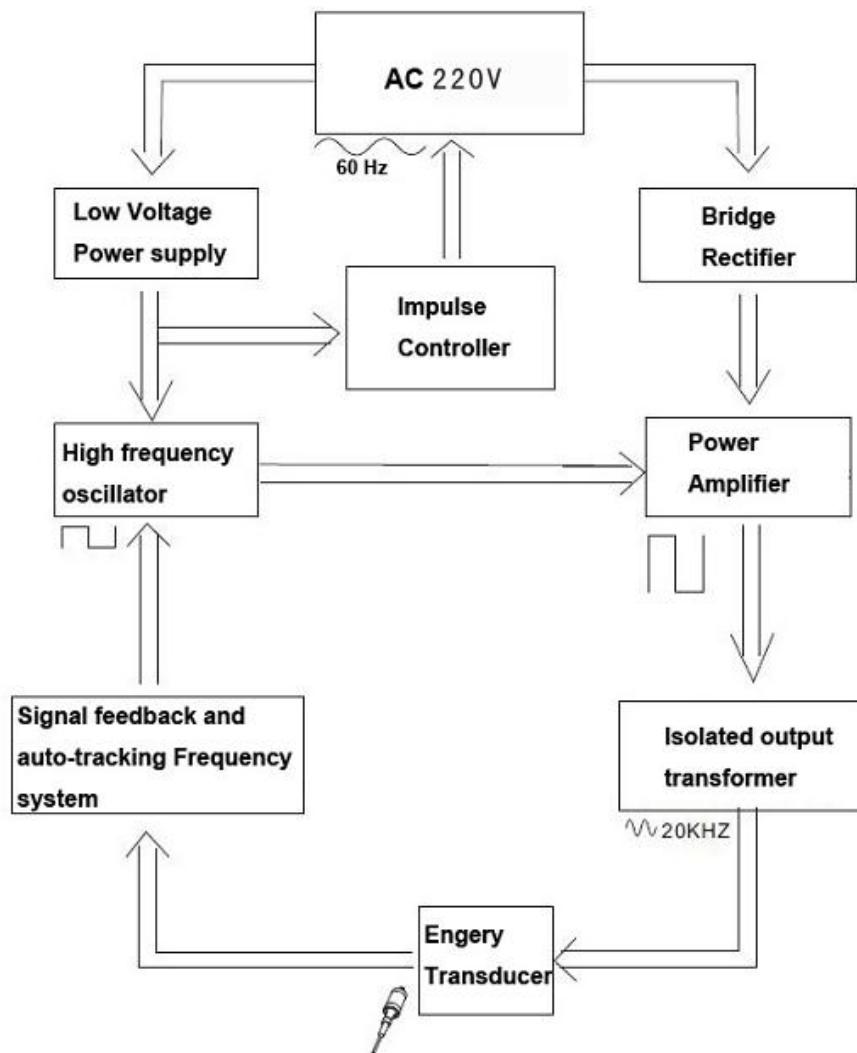 AC 220V
60 Hz
Low Voltage
Power supply
Bridge
Rectifier
Impulse
Controller
High frequency
oscillator
Power
Amplifier
Signal feedback and
auto-tracking Frequency
system
Isolated output
transformer
20KHZ
Engery
Transducer